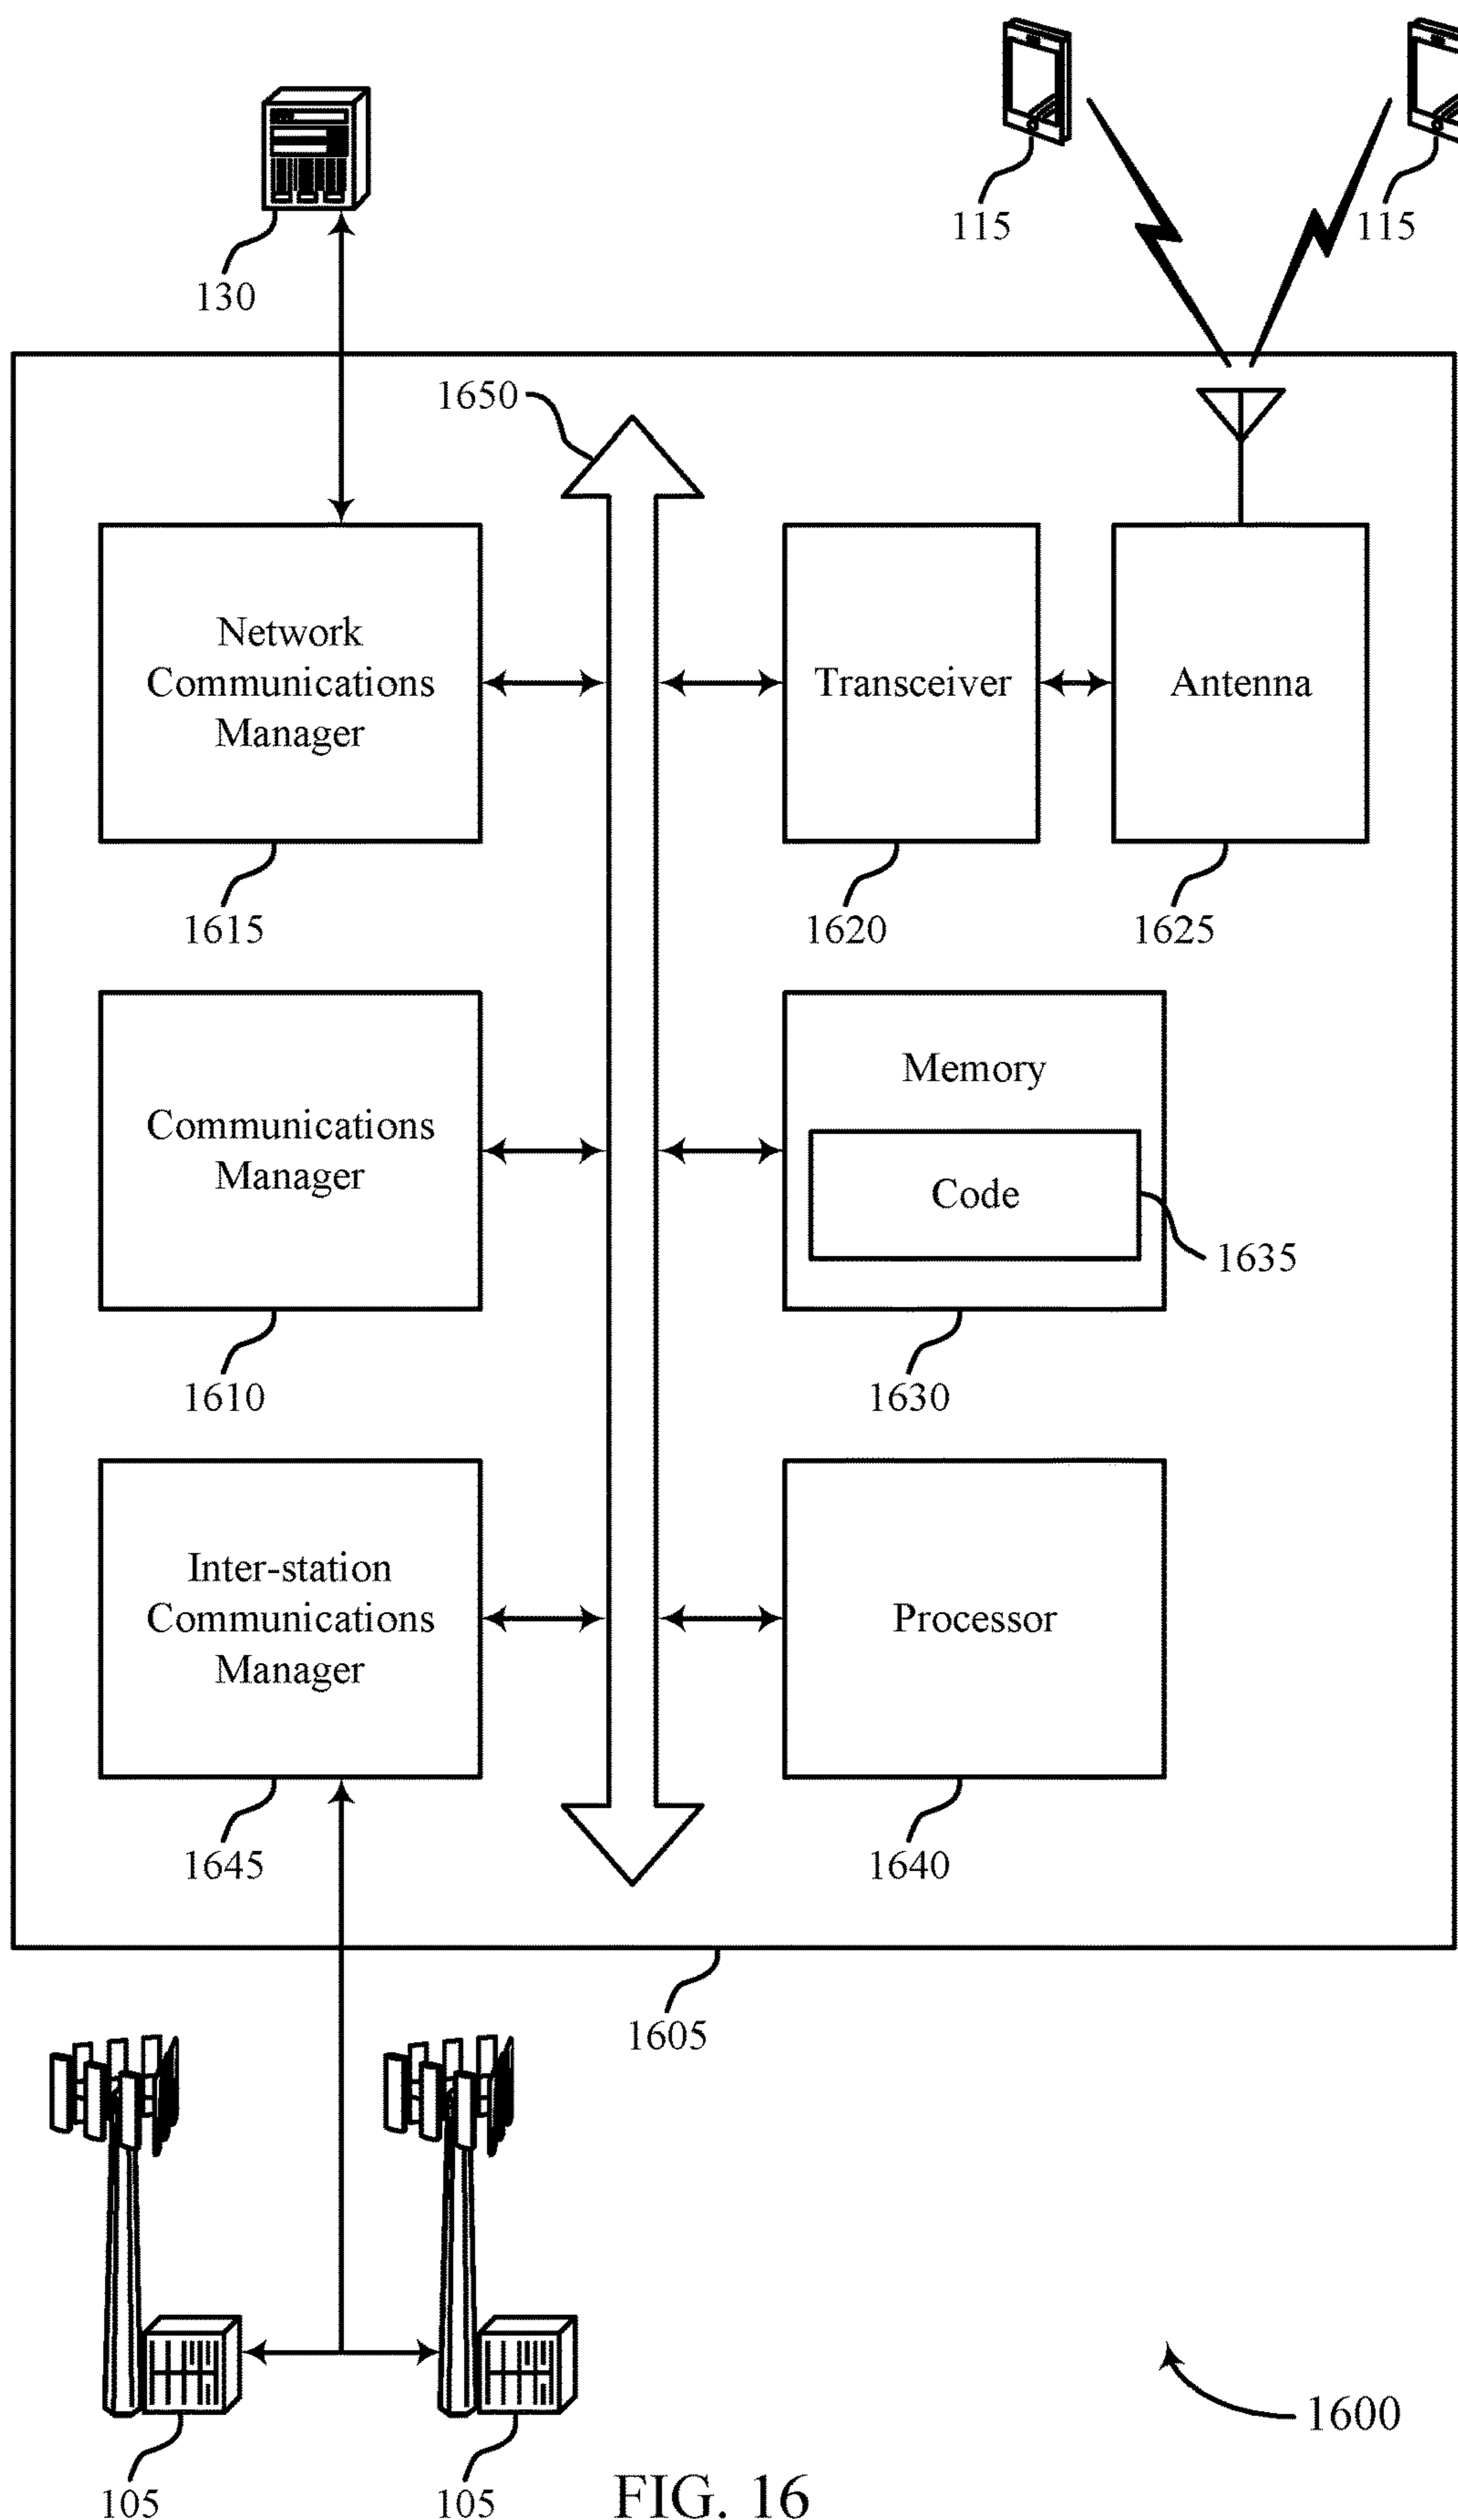 115
115
130
1650
Network
Communications
Manager
Transceiver
Antenna
1615
1620
1625
Communications
Manager
Memory
Code
1635
1610
1630
Inter-station
Communications
Manager
Processor
1645
1640
1605
1600
105
105
FIG. 16